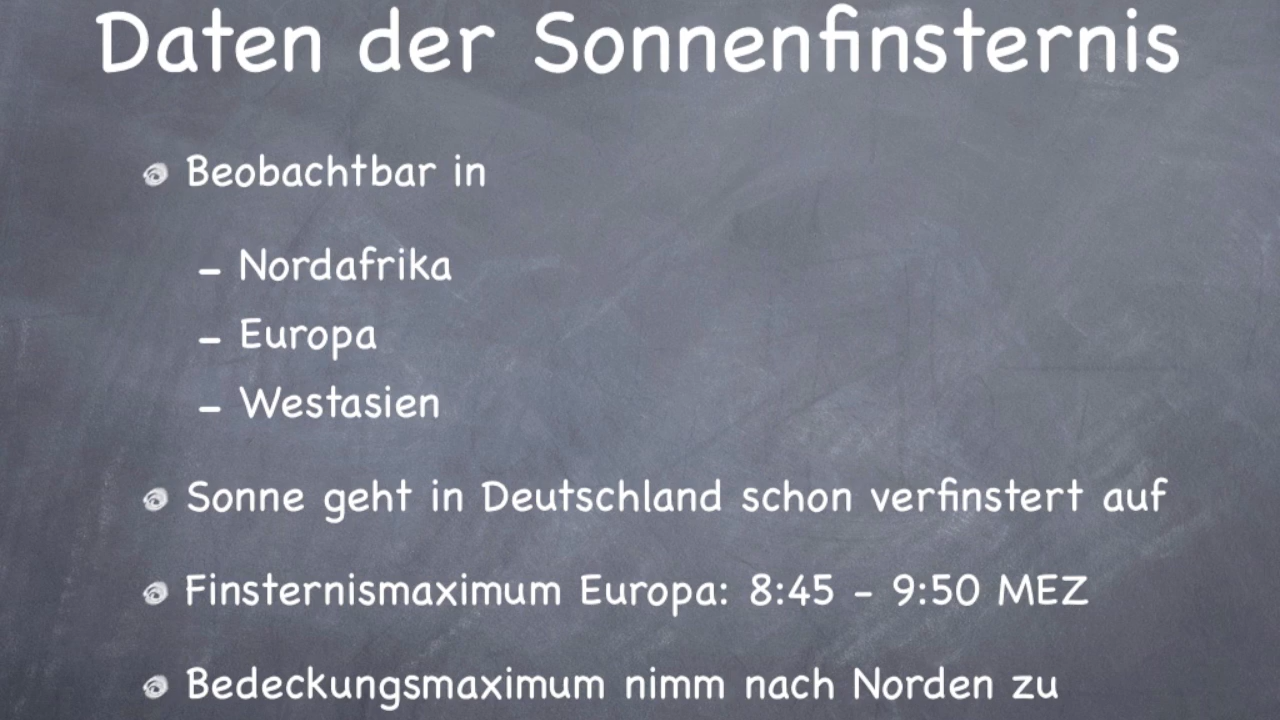 Daten der Sonnenfinsternis
Beobachtbar in
- Nordafrika
- Europa
- Westasien
Sonne geht in Deutschland schon verfinstert auf
Finsternismaximum Europa: 8:45 - 9:50 MEZ
Bedeckungsmaximum nimm nach Norden zu